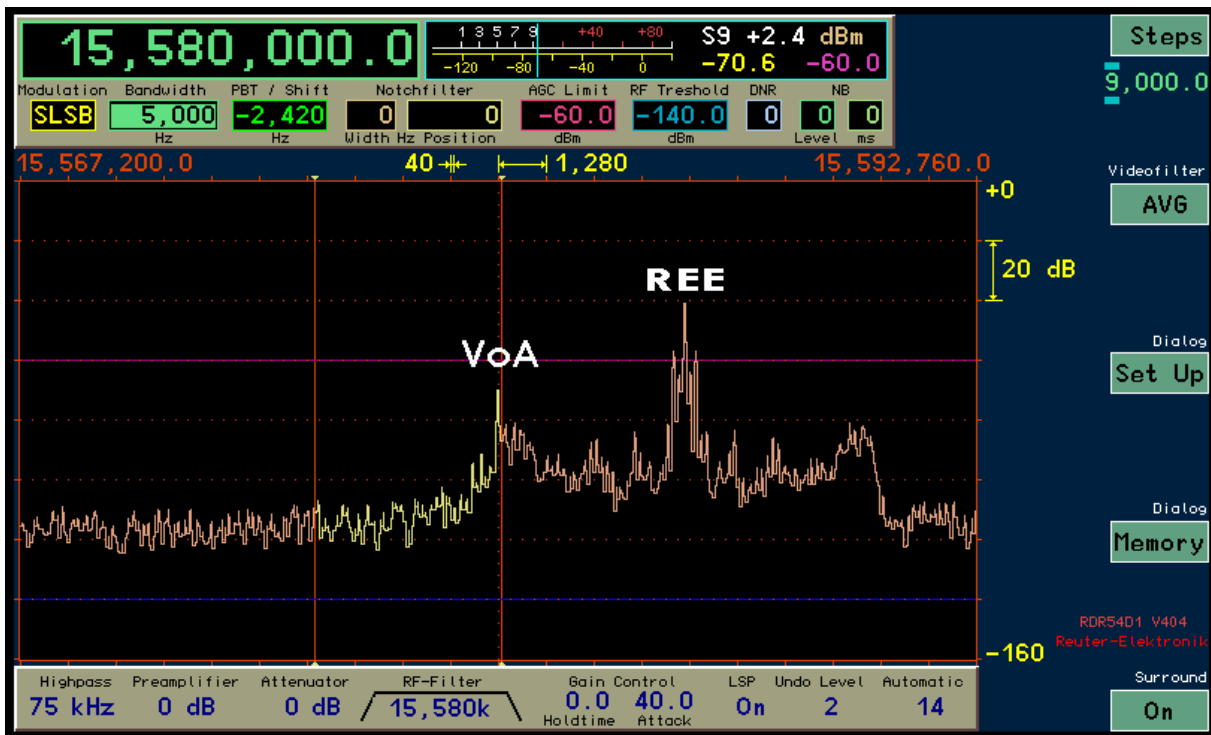 15,580,000.0
1 3 5 7 9 +40 +80
-120 -80 -40 0
S9 +2.4 dBm
-70.6 -60.0
Modulation Bandwidth PBT / Shift Notchfilter AGC Limit RF Treshold DNR NB
SLSB 5,000 -2,420 0 0 -60.0 -140.0 0 0 0
Hz Hz Width Hz Position dBm dBm Level ms
Steps
9,000.0
15,567,200.0 40 1,280 15,592,760.0
+0
20 dB
-160
REE
VoA
Videofilter
AVG
Dialog
Set Up
Dialog
Memory
RDR54D1 V404
Reuter-Elektronik
Surround
On
Highpass Preamplifier Attenuator RF-Filter Gain Control LSP Undo Level Automatic
75 kHz 0 dB 0 dB 15,580k 0.0 40.0 On 2 14
Holdtime Attack